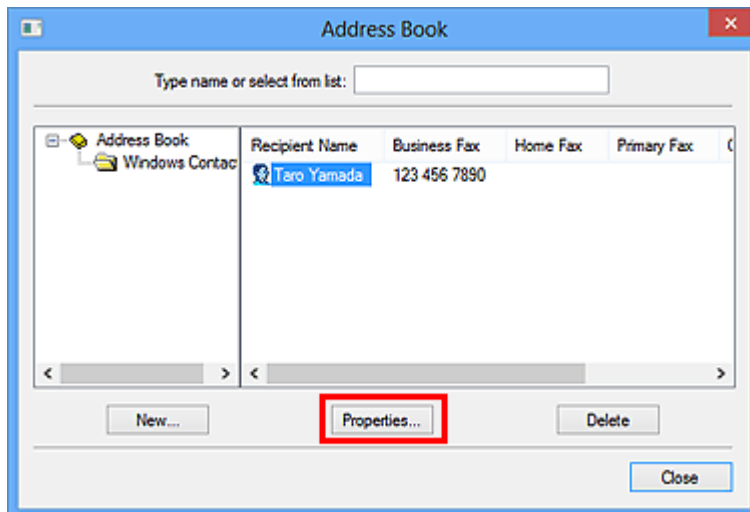 Address Book
Type name or select from list:
Address Book
Windows Contac
Recipient Name Business Fax Home Fax Primary Fax
Taro Yamada 123 456 7890
New... Properties... Delete
Close